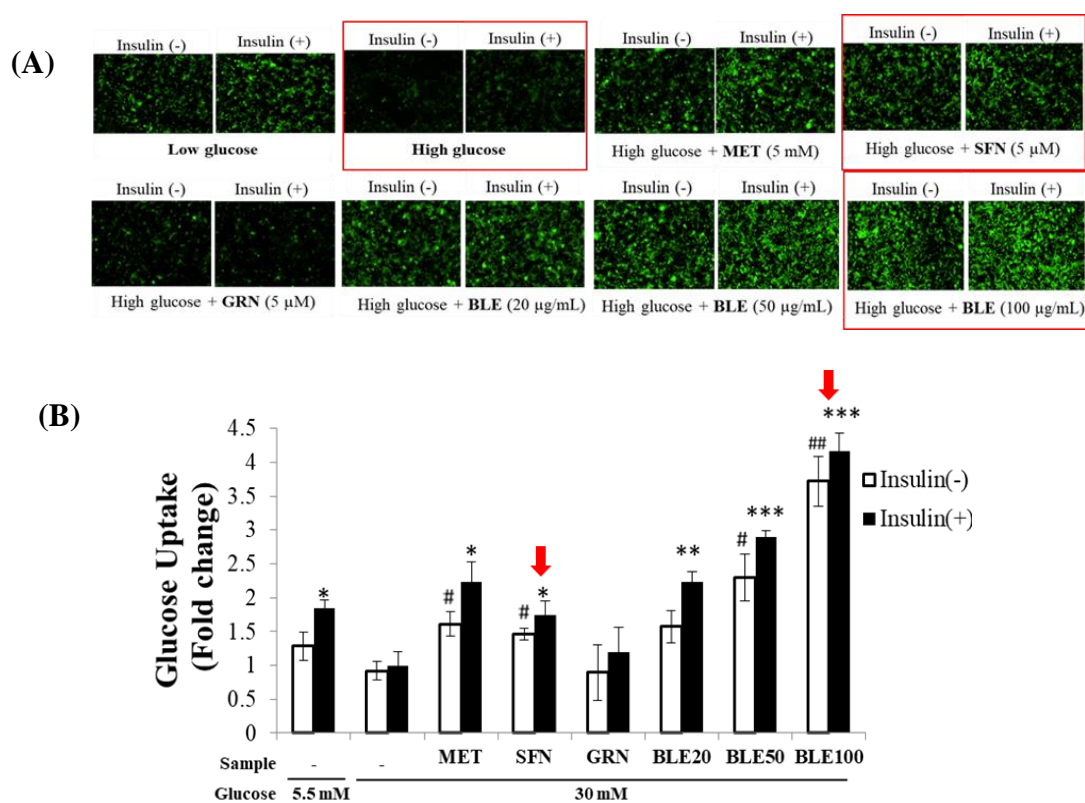 (A)
Insulin (-) Insulin (+) Insulin (-) Insulin (+) Insulin (-) Insulin (+) Insulin (-) Insulin (+)
Low glucose High glucose High glucose + MET (5 mM) High glucose + SFN (5 μM)
Insulin (-) Insulin (+) Insulin (-) Insulin (+) Insulin (-) Insulin (+) Insulin (-) Insulin (+)
High glucose + GRN (5 μM) High glucose + BLE (20 μg/mL) High glucose + BLE (50 μg/mL) High glucose + BLE (100 μg/mL)
(B)
Glucose Uptake
(Fold change)
4.5
4
3.5
3
2.5
2
1.5
1
0.5
0
* # * # * ** # *** ## ***
Insulin(-)
Insulin(+)
Sample - - MET SFN GRN BLE20 BLE50 BLE100
Glucose 5.5 mM 30 mM